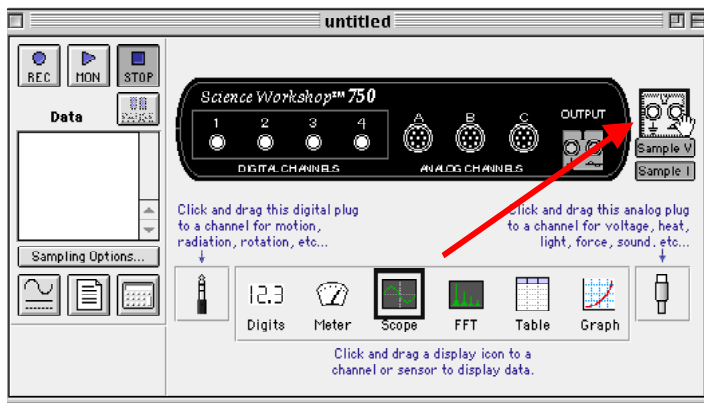 untitled
REC MON STOP
PAUSE
Data
Sampling Options...
Science Workshop™ 750
1 2 3 4
DIGITAL CHANNELS
A B C
ANALOG CHANNELS
OUTPUT
Sample V
Sample I
Click and drag this digital plug
to a channel for motion,
radiation, rotation, etc...
Click and drag this analog plug
to a channel for voltage, heat,
light, force, sound. etc...
12.3
Digits Meter Scope FFT Table Graph
Click and drag a display icon to a
channel or sensor to display data.